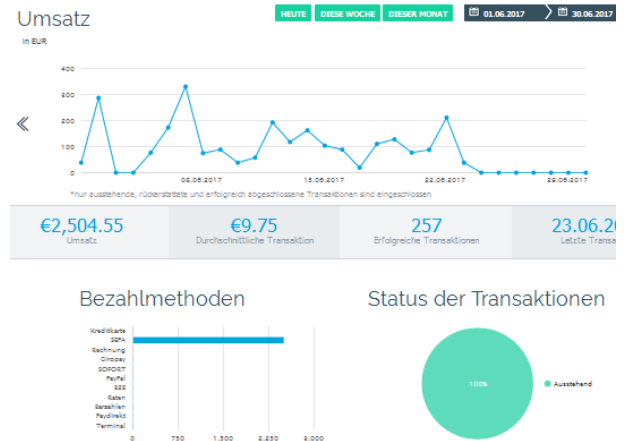 Umsatz
HEUTE DIESE WOCHE DIESER MONAT 01.06.2017 30.06.2017
in EUR
400
300
200
100
0
08.06.2017 15.06.2017 22.06.2017 29.06.2017
*nur ausstehende, rückerstattete und erfolgreich abgeschlossene Transaktionen sind eingeschlossen
€2,504.55 €9.75 257 23.06.20
Umsatz Durchschnittliche Transaktion Erfolgreiche Transaktionen Letzte Transa
Bezahlmethoden Status der Transaktionen
Kreditkarte
SEPA
Rechnung
Giropay
SOFORT
PayPal
Raten
Barzahlen
Paydirekt
Terminal
0 750 1.500 2.250 3.000
100%
Ausstehend